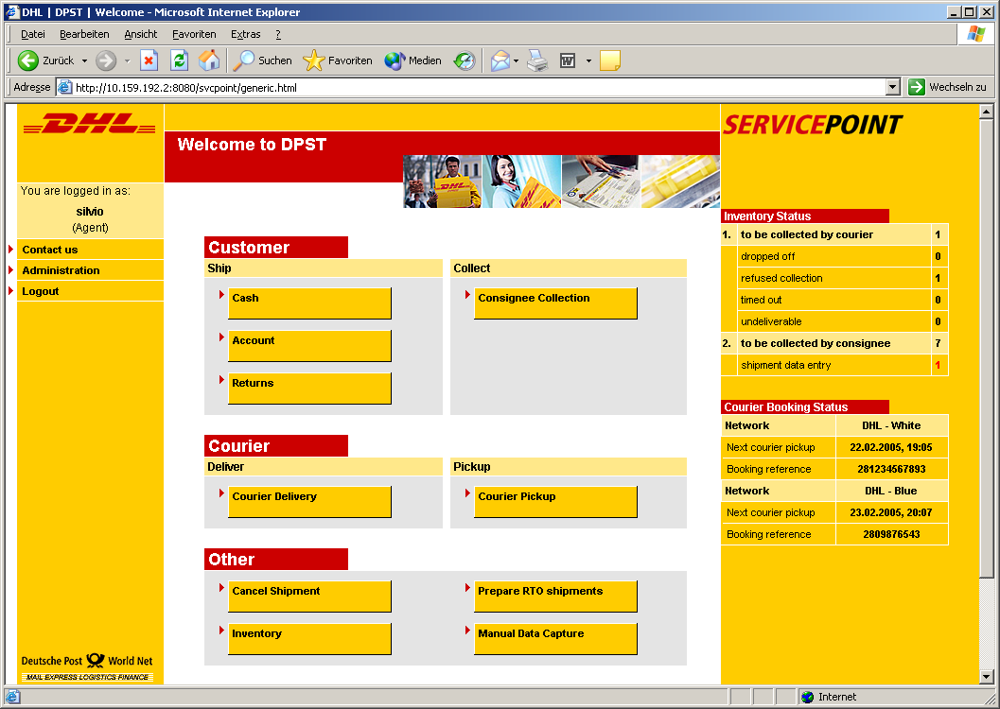 DHL | DPST | Welcome - Microsoft Internet Explorer
Datei Bearbeiten Ansicht Favoriten Extras ?
Zurück Suchen Favoriten Medien W
Adresse http://10.159.192.2:8080/svcpoint/generic.html Wechseln zu
DHL
Welcome to DPST
SERVICEPOINT
You are logged in as:
silvio
(Agent)
Contact us
Administration
Logout
Customer
Ship
Cash
Account
Returns
Collect
Consignee Collection
Courier
Deliver
Courier Delivery
Pickup
Courier Pickup
Other
Cancel Shipment
Prepare RTO shipments
Inventory
Manual Data Capture
Inventory Status
1. to be collected by courier 1
dropped off 0
refused collection 1
timed out 0
undeliverable 0
2. to be collected by consignee 7
shipment data entry 1
Courier Booking Status
Network DHL - White
Next courier pickup 22.02.2005, 19:05
Booking reference 281234567893
Network DHL - Blue
Next courier pickup 23.02.2005, 20:07
Booking reference 2809876543
Deutsche Post World Net
MAIL EXPRESS LOGISTICS FINANCE
Internet